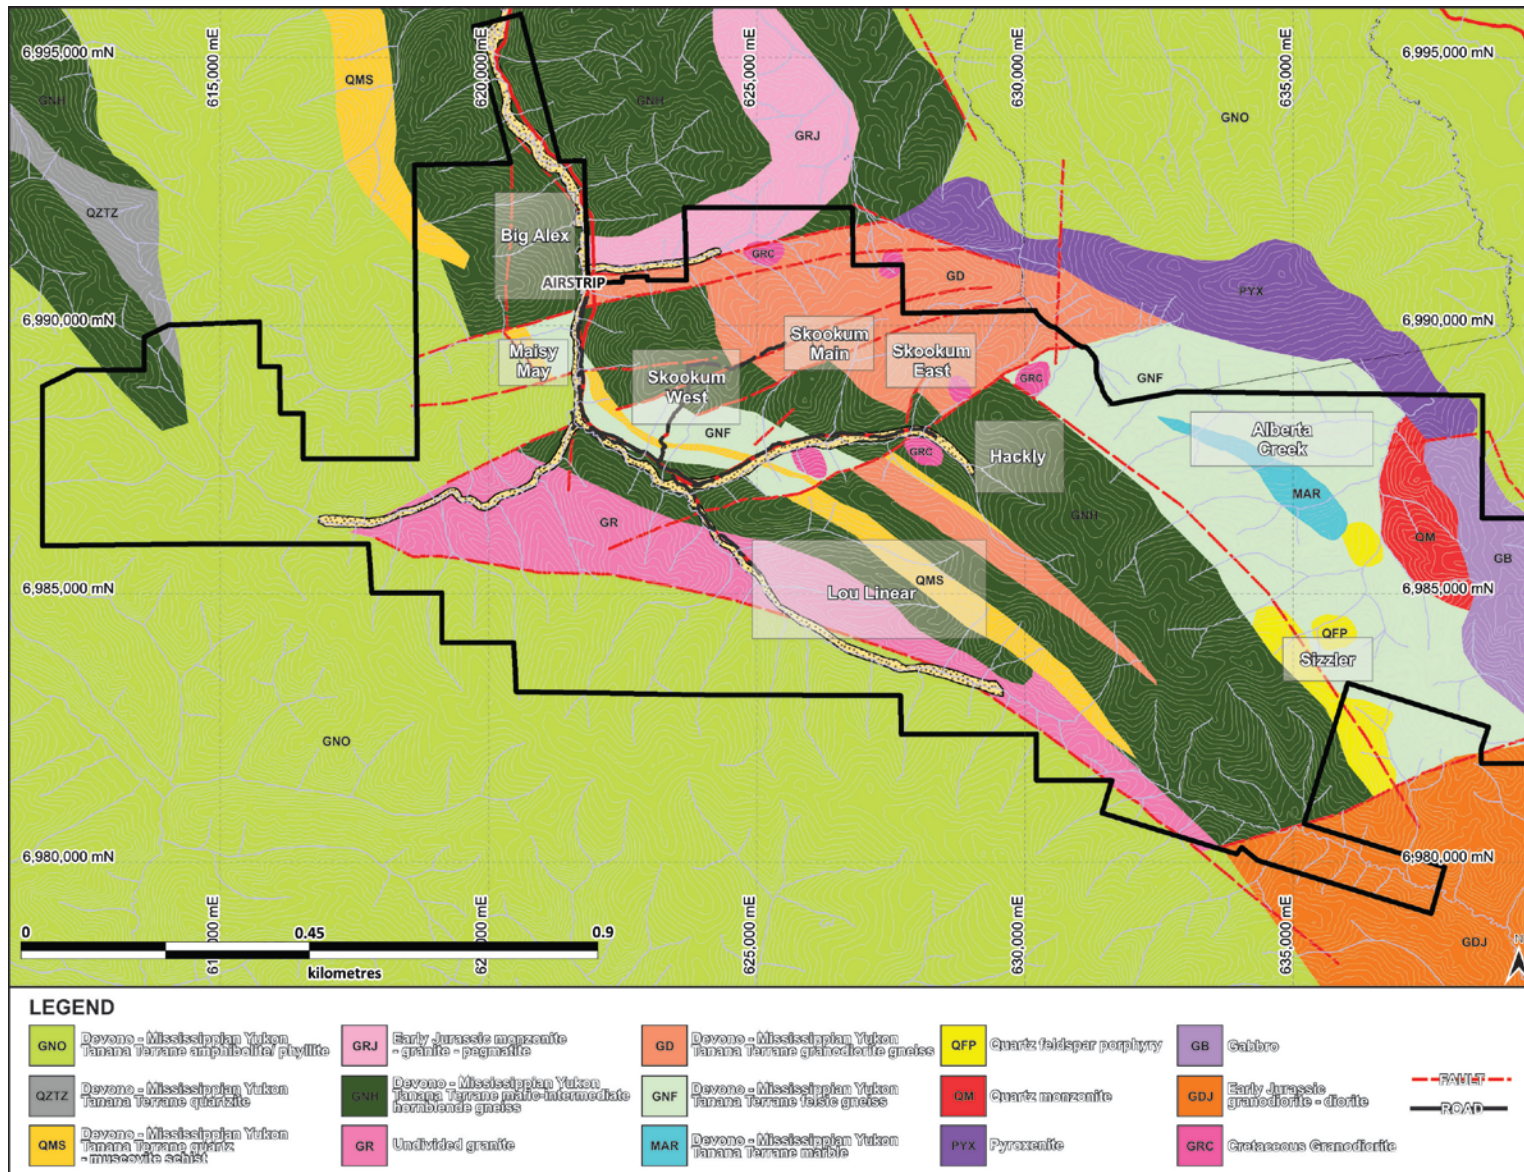 6,995,000 mN
615,000 mE
620,000 mE
625,000 mE
630,000 mE
635,000 mE
6,995,000 mN
GNH
QMS
GNH
GRJ
GNO
QZTZ
Big Alex
GRC
GD
AIRSTRIP
PYX
6,990,000 mN
6,990,000 mN
Maisy
May
Skookum
Main
Skookum
East
Skookum
West
GRC
GNF
GNF
Alberta
Creek
GRC
Hackly
MAR
GR
GNH
QM
GB
6,985,000 mN
QMS
6,985,000 mN
Lou Linear
QFP
Sizzler
GNO
6,980,000 mN
6,980,000 mN
625,000 mE
630,000 mE
635,000 mE
0
0.45
0.9
kilometres
GDJ
N
LEGEND
GNO
Devono - Mississippian Yukon
Tanana Terrane amphibolite/ phyllite
QZTZ
Devono - Mississippian Yukon
Tanana Terrane quartzite
QMS
Devono - Mississippian Yukon
Tanana Terrane quartz
- muscovite schist
GRJ
Early Jurassic monzonite
- granite - pegmatite
GNH
Devono - Mississippian Yukon
Tanana Terrane mafic-intermediate
hornblende gneiss
GR
Undivided granite
GD
Devono - Mississippian Yukon
Tanana Terrane granodiorite gneiss
GNF
Devono - Mississippian Yukon
Tanana Terrane felsic gneiss
MAR
Devono - Mississippian Yukon
Tanana Terrane marble
QFP
Quartz feldspar porphyry
QM
Quartz monzonite
PYX
Pyroxenite
GB
Gabbro
GDJ
Early Jurassic
granodiorite - diorite
GRC
Cretaceous Granodiorite
FAULT
ROAD